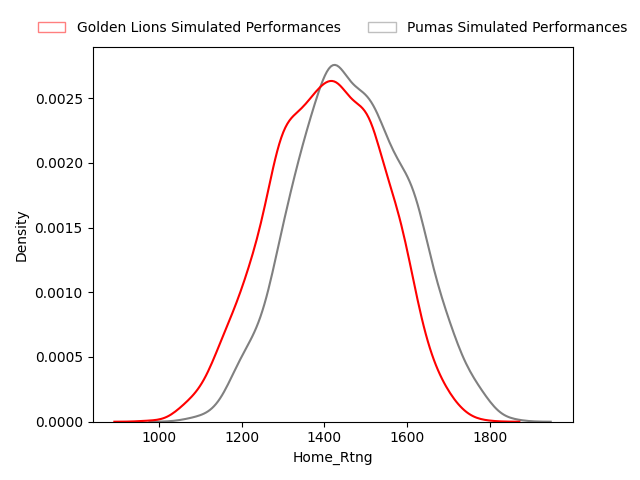 Golden Lions Simulated Performances Pumas Simulated Performances
0.0025
0.0020
0.0015
0.0010
0.0005
0.0000
Density
1000 1200 1400 1600 1800
Home_Rtng